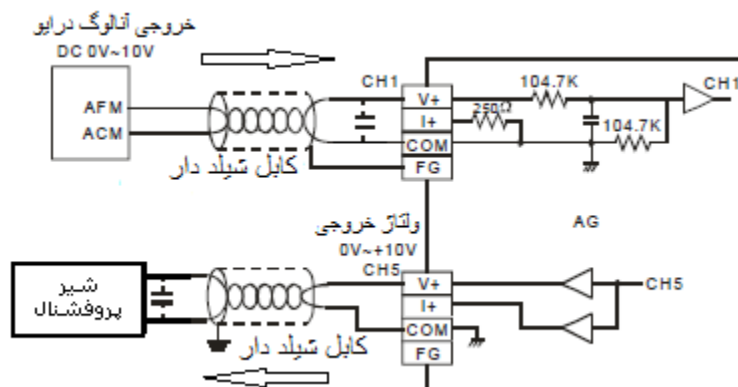 خروجی آنالوگ درایو
DC 0V~10V
AFM
ACM
کابل شیلد دار
CH1
V+
I+
COM
FG
250Ω
104.7K
104.7K
CH1
ولتاژ خروجی
0V~+10V
AG
شیر
پروفشنال
کابل شیلد دار
CH5
V+
I+
COM
FG
CH5